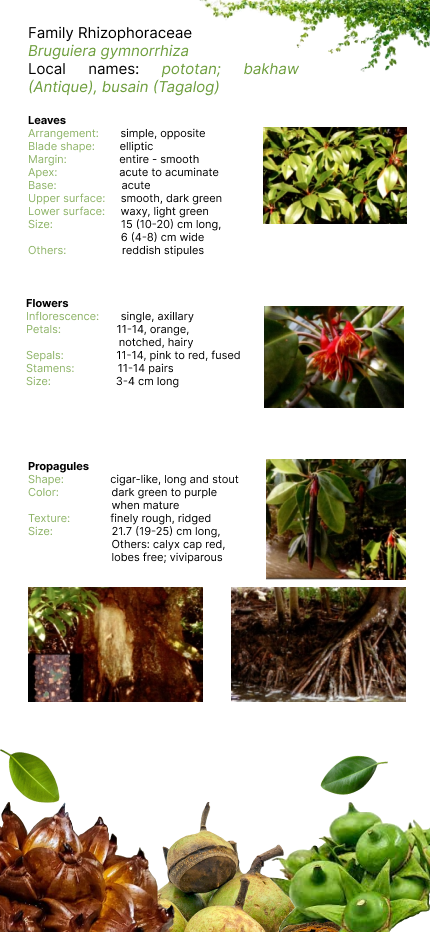 Family Rhizophoraceae
Bruguiera gymnorrhiza
Local names: pototan; bakhaw
(Antique), busain (Tagalog)
Leaves
Arrangement: simple, opposite
Blade shape: elliptic
Margin: entire - smooth
Apex: acute to acuminate
Base: acute
Upper surface: smooth, dark green
Lower surface: waxy, light green
Size: 15 (10-20) cm long,
6 (4-8) cm wide
Others: reddish stipules
Flowers
Inflorescence: single, axillary
Petals: 11-14, orange,
notched, hairy
Sepals: 11-14, pink to red, fused
Stamens: 11-14 pairs
Size: 3-4 cm long
Propagules
Shape: cigar-like, long and stout
Color: dark green to purple
when mature
Texture: finely rough, ridged
Size: 21.7 (19-25) cm long,
Others: calyx cap red,
lobes free; viviparous